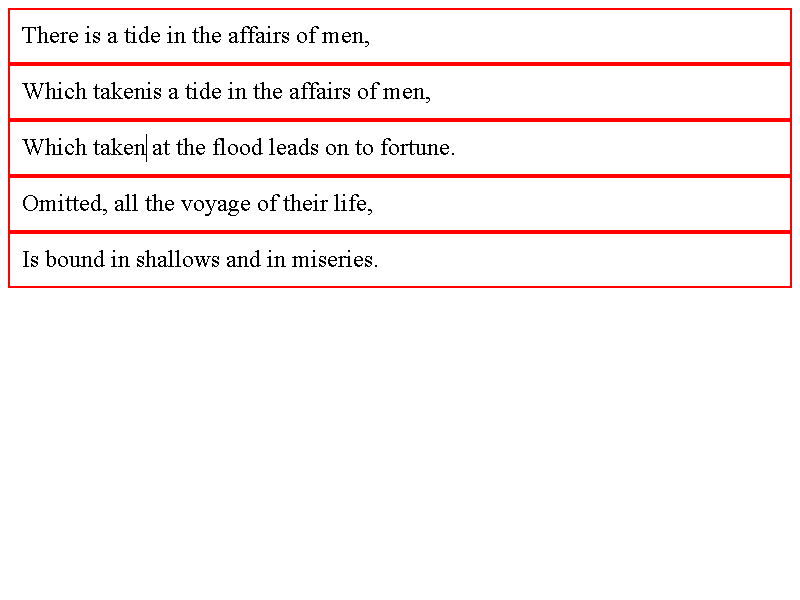 There is a tide in the affairs of men,
Which takenis a tide in the affairs of men,
Which taken at the flood leads on to fortune.
Omitted, all the voyage of their life,
Is bound in shallows and in miseries.